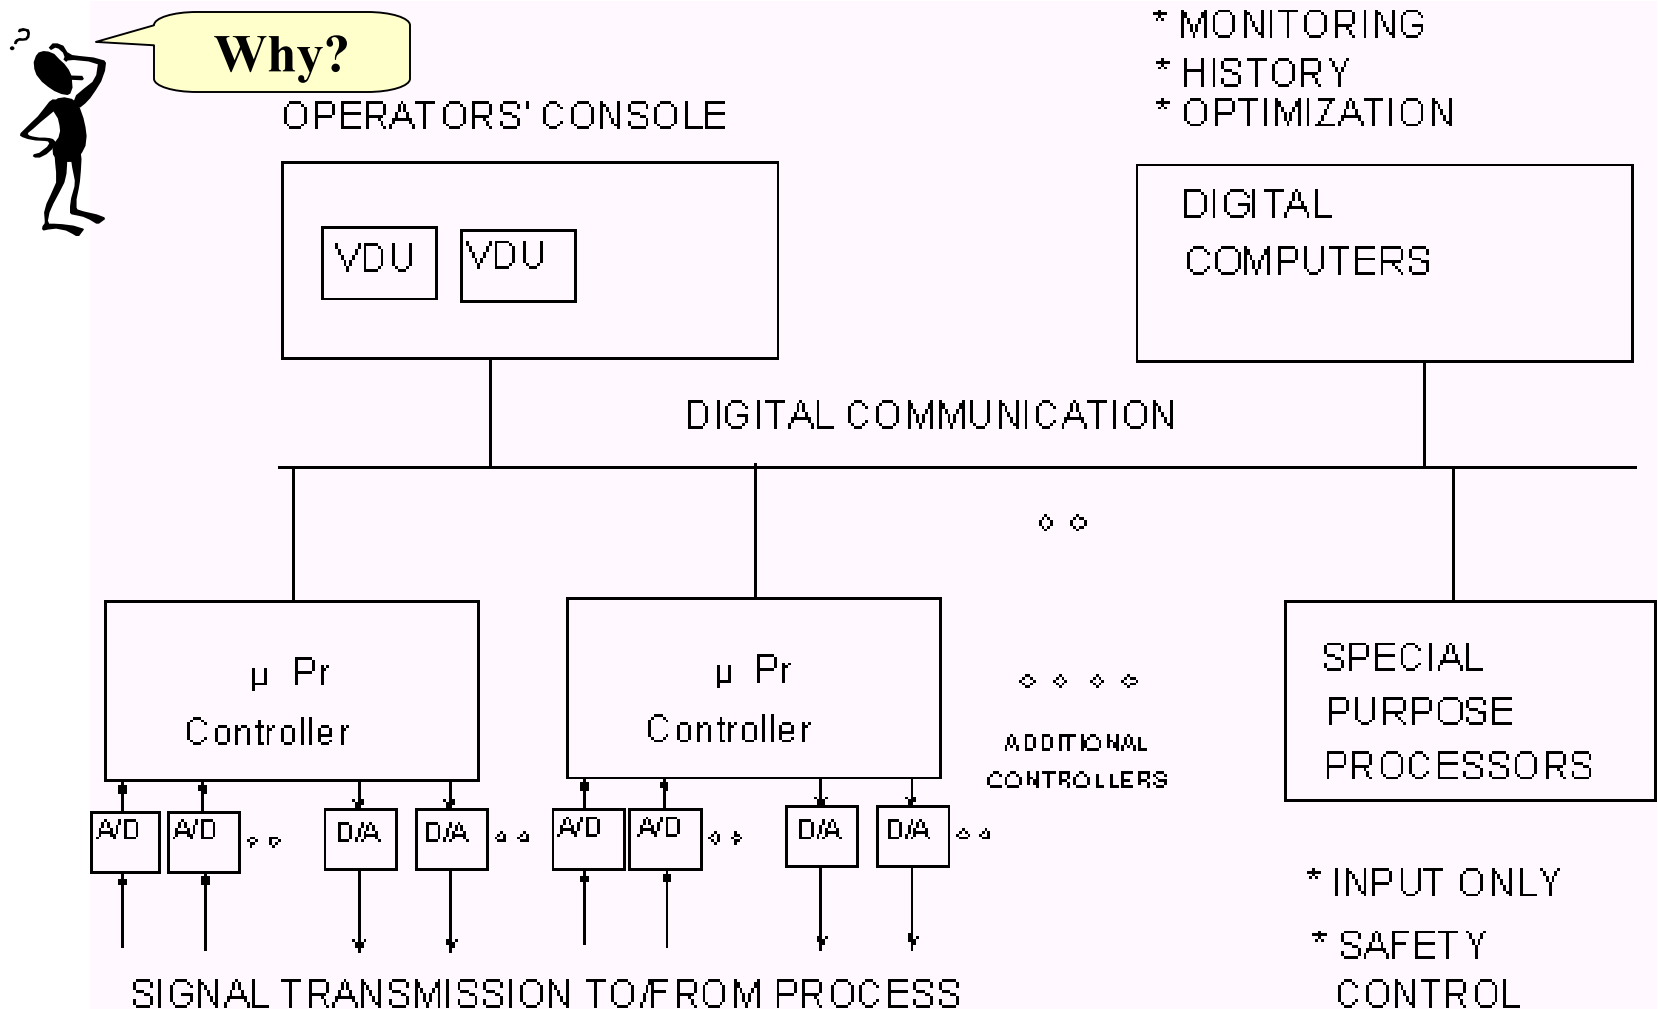 ?
Why?
* MONITORING
* HISTORY
* OPTIMIZATION
OPERATORS' CONSOLE
VDU
VDU
DIGITAL
COMPUTERS
DIGITAL COMMUNICATION
µ Pr
Controller
µ Pr
Controller
ADDITIONAL
CONTROLLERS
SPECIAL
PURPOSE
PROCESSORS
A/D
A/D
D/A
D/A
A/D
A/D
D/A
D/A
* INPUT ONLY
* SAFETY
CONTROL
SIGNAL TRANSMISSION TO/FROM PROCESS